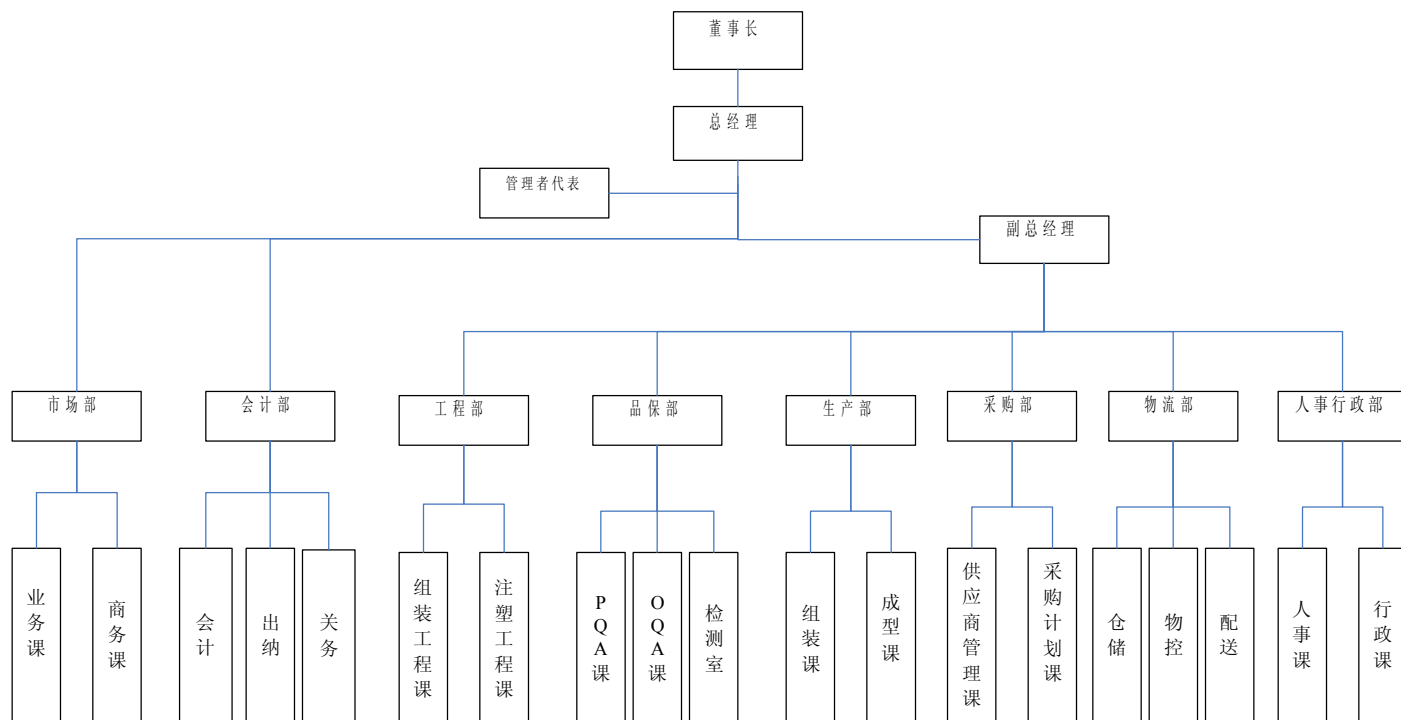 董事长
总经理
管理者代表
副总经理
市场部
会计部
工程部
品保部
生产部
采购部
物流部
人事行政部
业务课
商务课
会计
出纳
关务
组装工程课
注塑工程课
PQA课
OQA课
检测室
组装课
成型课
供应商管理课
采购计划课
仓储
物控
配送
人事课
行政课